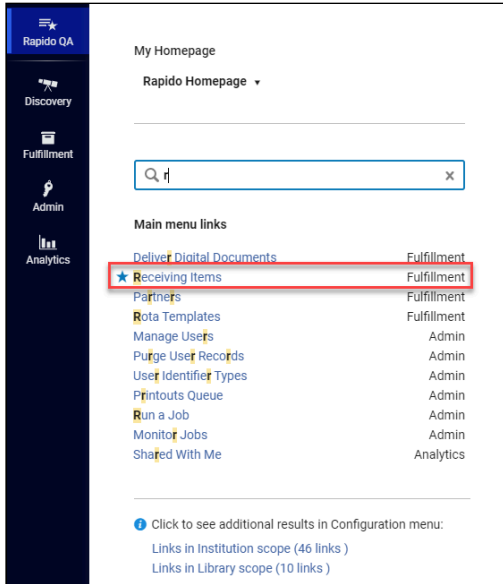 Rapido QA
Discovery
Fulfillment
Admin
Analytics
My Homepage
Rapido Homepage
r
Main menu links
Deliver Digital Documents Fulfillment
Receiving Items Fulfillment
Partners Fulfillment
Rota Templates Fulfillment
Manage Users Admin
Purge User Records Admin
User Identifier Types Admin
Printouts Queue Admin
Run a Job Admin
Monitor Jobs Admin
Shared With Me Analytics
Click to see additional results in Configuration menu:
Links in Institution scope (46 links )
Links in Library scope (10 links )